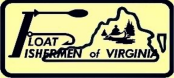 FLOAT
FISHERMEN of VIRGINIA